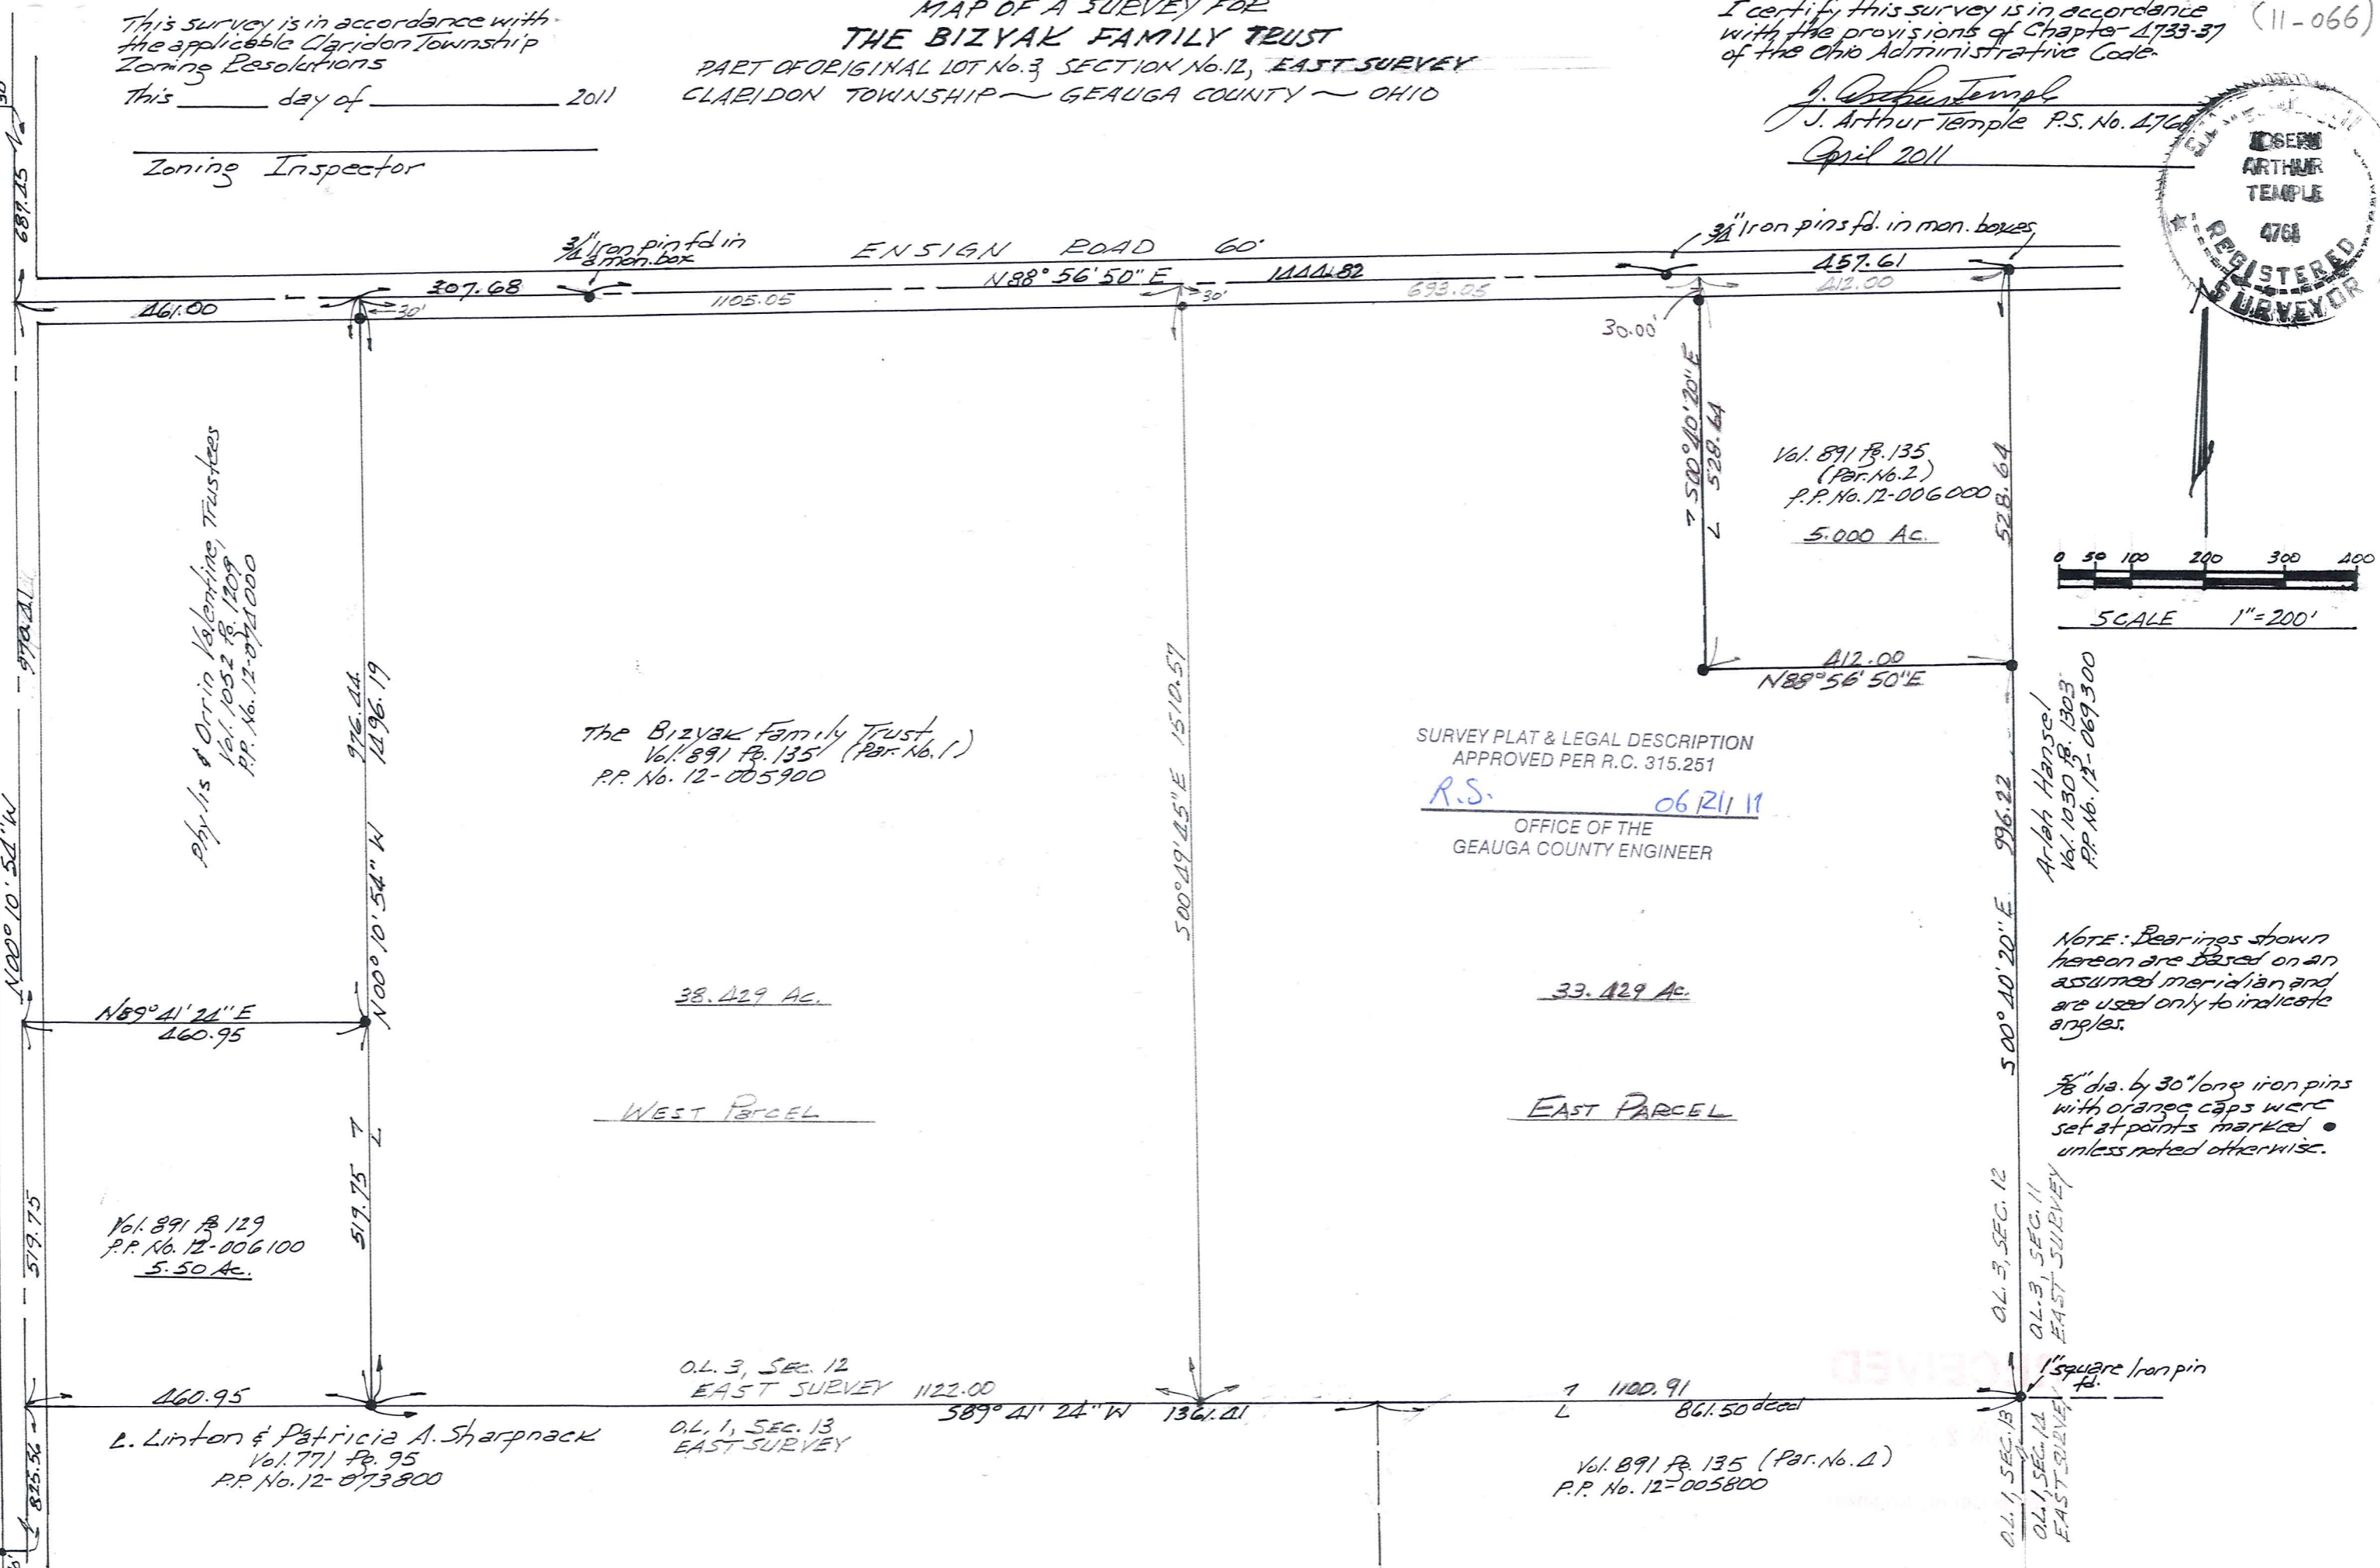 This survey is in accordance with
the applicable Claridon Township
Zoning Resolutions
This ______ day of ____________ 2011
Zoning Inspector
MAP OF A SURVEY FOR
THE BIZYAK FAMILY TRUST
PART OF ORIGINAL LOT No. 3, SECTION No. 12, EAST SURVEY
CLARIDON TOWNSHIP ~ GEAUGA COUNTY ~ OHIO
I certify this survey is in accordance
with the provisions of Chapter 4733-37
of the Ohio Administrative Code.
(11-066)
J. Arthur Temple
J. Arthur Temple P.S. No. 4768
April 2011
JOSEPH
ARTHUR
TEMPLE
4768
REGISTERED
SURVEYOR
687.45
3/4" Iron pin fd in
a mon. box
ENSIGN ROAD 60'
3/4" Iron pins fd. in mon. boxes
461.00
307.68
1105.05
N88°56'50"E
1444.82
693.05
457.61
412.00
30'
30'
30.00'
S00°40'20"E
528.64
Vol. 891 Pg. 135
(Par. No. 2)
P.P. No. 12-006000
5.000 Ac.
528.64
412.00
N88°56'50"E
0 50 100 200 300 400
SCALE 1"=200'
Phylis & Orrin Valentine, Trustees
Vol. 1052 Pg. 1209
P.P. No. 12-074000
970.41
N00°10'54"W
976.44
1496.19
N00°10'54"W
The Bizyak Family Trust
Vol. 891 Pg. 135 (Par. No. 1)
P.P. No. 12-005900
S00°49'45"E 1510.57
SURVEY PLAT & LEGAL DESCRIPTION
APPROVED PER R.C. 315.251
R.S. 06/21/11
OFFICE OF THE
GEAUGA COUNTY ENGINEER
S00°40'20"E 996.22
Arlah Hansel
Vol. 1030 Pg. 1303
P.P. No. 12-069300
NOTE: Bearings shown
hereon are based on an
assumed meridian and
are used only to indicate
angles.
5/8" dia. by 30" long iron pins
with orange caps were
set at points marked ●
unless noted otherwise.
N89°41'24"E
460.95
38.429 Ac.
WEST PARCEL
33.429 Ac.
EAST PARCEL
519.75
519.75
Vol. 891 Pg 129
P.P. No. 12-006100
5.50 Ac.
O.L. 3, SEC. 12
O.L. 3, SEC. 11
EAST SURVEY
1" square Iron pin
fd.
460.95
O.L. 3, SEC. 12
EAST SURVEY
1122.00
S89°41'24"W 1361.41
1100.91
861.50 deed
O.L. 1, SEC. 13
EAST SURVEY
L. Linton & Patricia A. Sharpnack
Vol. 771 Pg. 95
P.P. No. 12-073800
825.56
Vol. 891 Pg. 135 (Par. No. 4)
P.P. No. 12-005800
O.L. 1, SEC. 13
O.L. 1, SEC. 14
EAST SURVEY